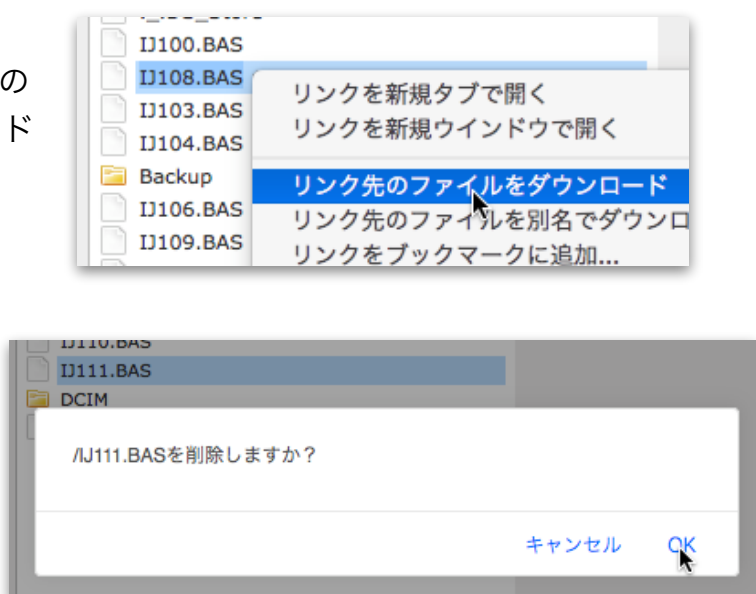 IJ100.BAS
の
IJ108.BAS
リンクを新規タブで開く
ド
IJ103.BAS
リンクを新規ウインドウで開く
IJ104.BAS
Backup
リンク先のファイルをダウンロード
IJ106.BAS
リンク先のファイルを別名でダウンロ
IJ109.BAS
リンクをブックマークに追加...
IJ110.BAS
IJ111.BAS
DCIM
/IJ111.BASを削除しますか？
キャンセル OK